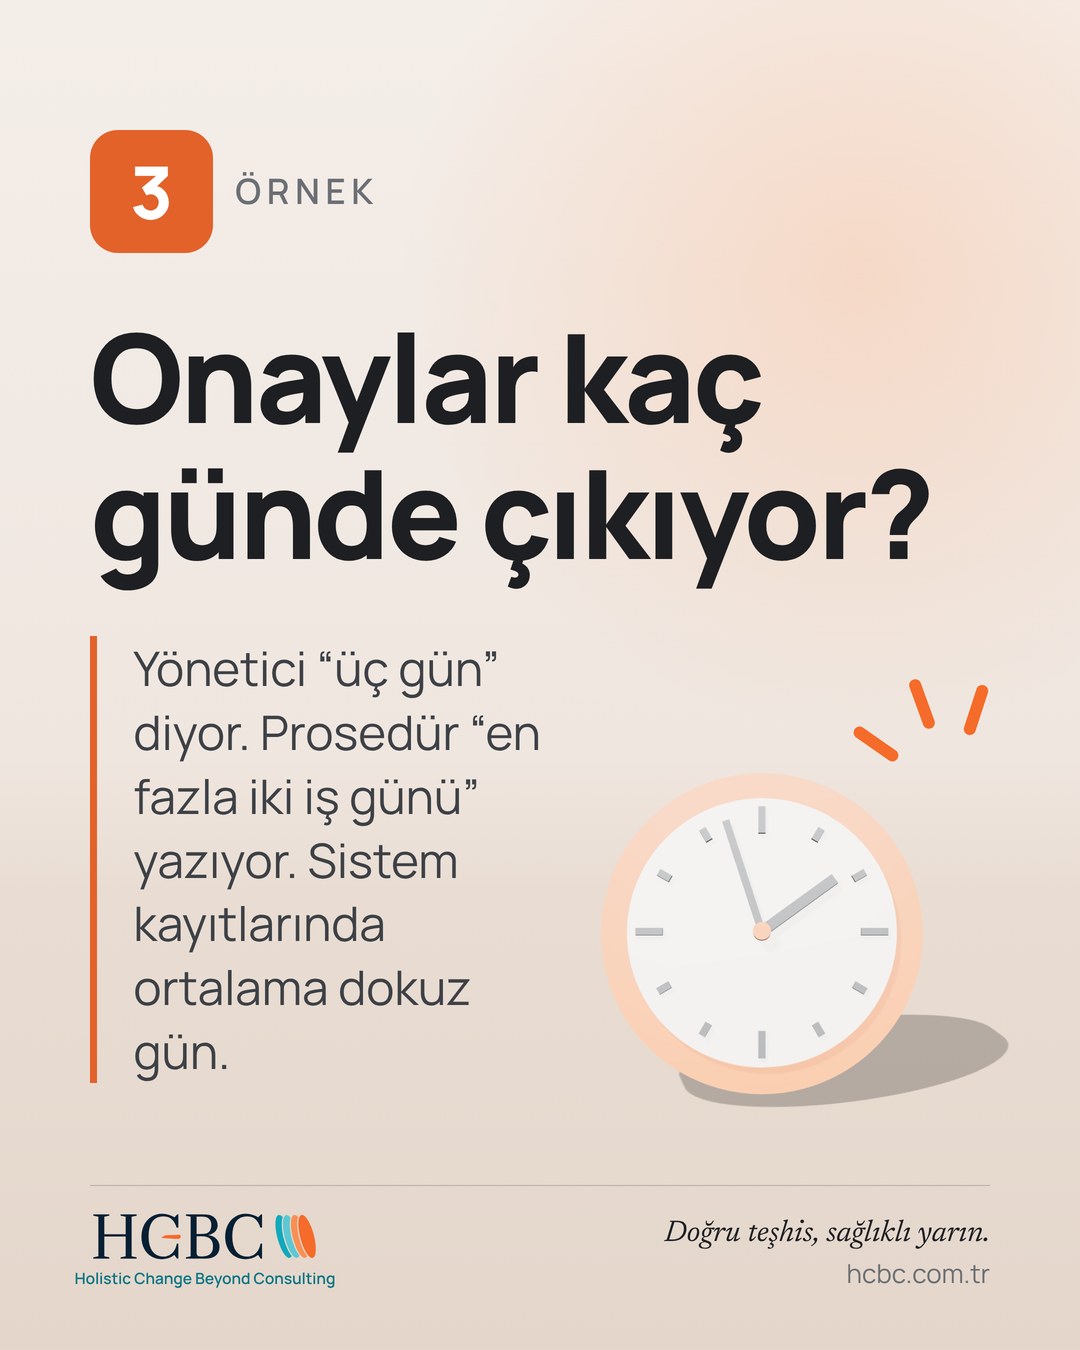 3
ÖRNEK
Onaylar kaç
günde çıkıyor?
Yönetici “üç gün”
diyor. Prosedür “en
fazla iki iş günü”
yazıyor. Sistem
kayıtlarında
ortalama dokuz
gün.
HCBC
Holistic Change Beyond Consulting
Doğru teşhis, sağlıklı yarın.
hcbc.com.tr